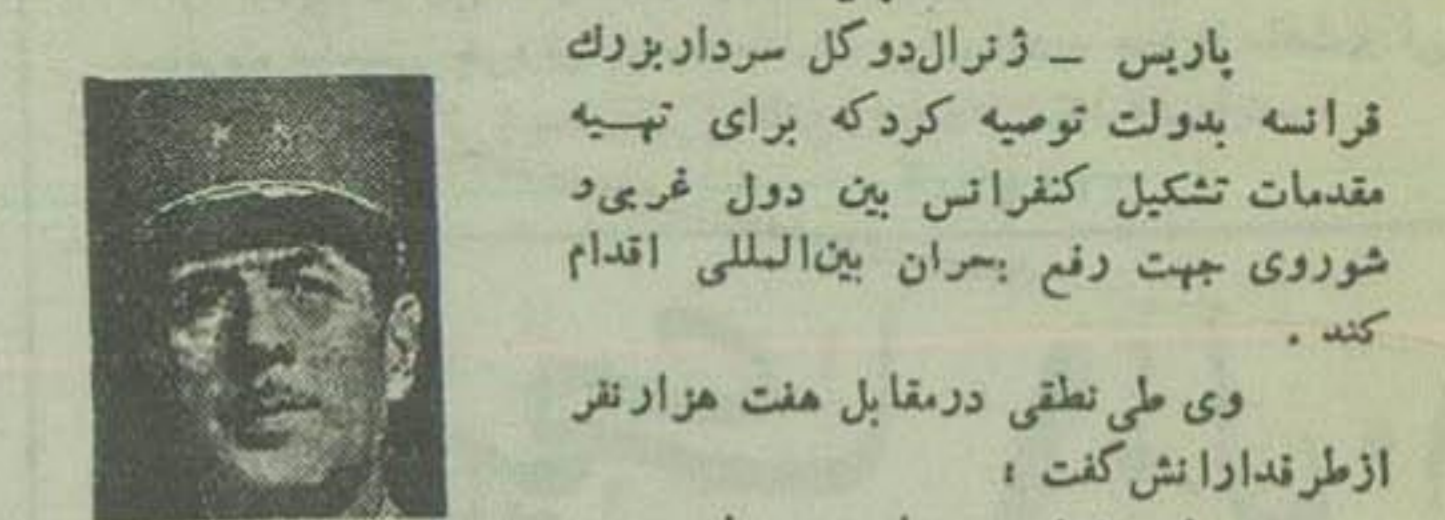 پاریس – ژنرال‌دوگل سردار بزرك
فرانسه بدولت توصیه کرد که برای تهیه
مقدمات تشکیل کنفرانس بین دول غربی و
شوروی جهت رفع بحران بین‌المللی اقدام
کند .
وی طی نطقی درمقابل هفت هزار نفر
ازطرفدارانش گفت :